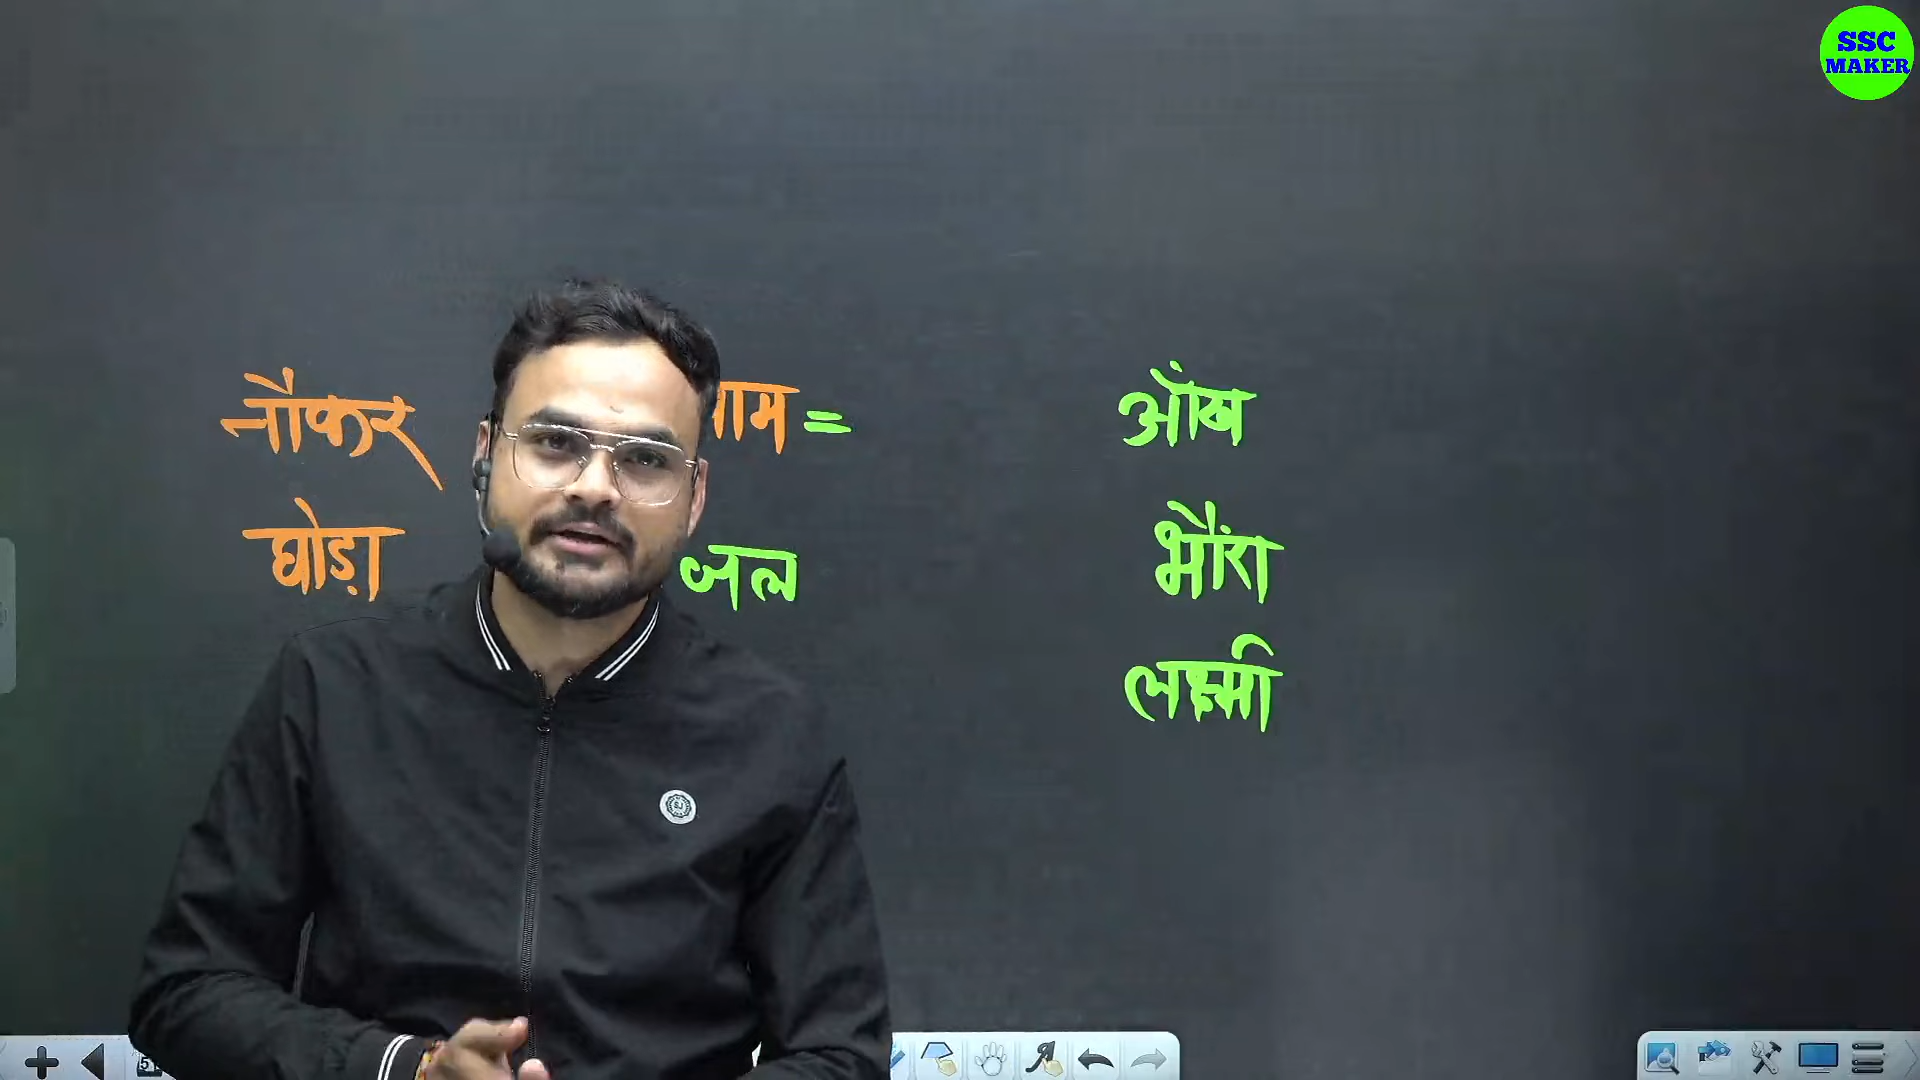 SSC
MAKER
नौकर
ाम =
आँख
घोड़ा
जल
भौंरा
लक्ष्मी